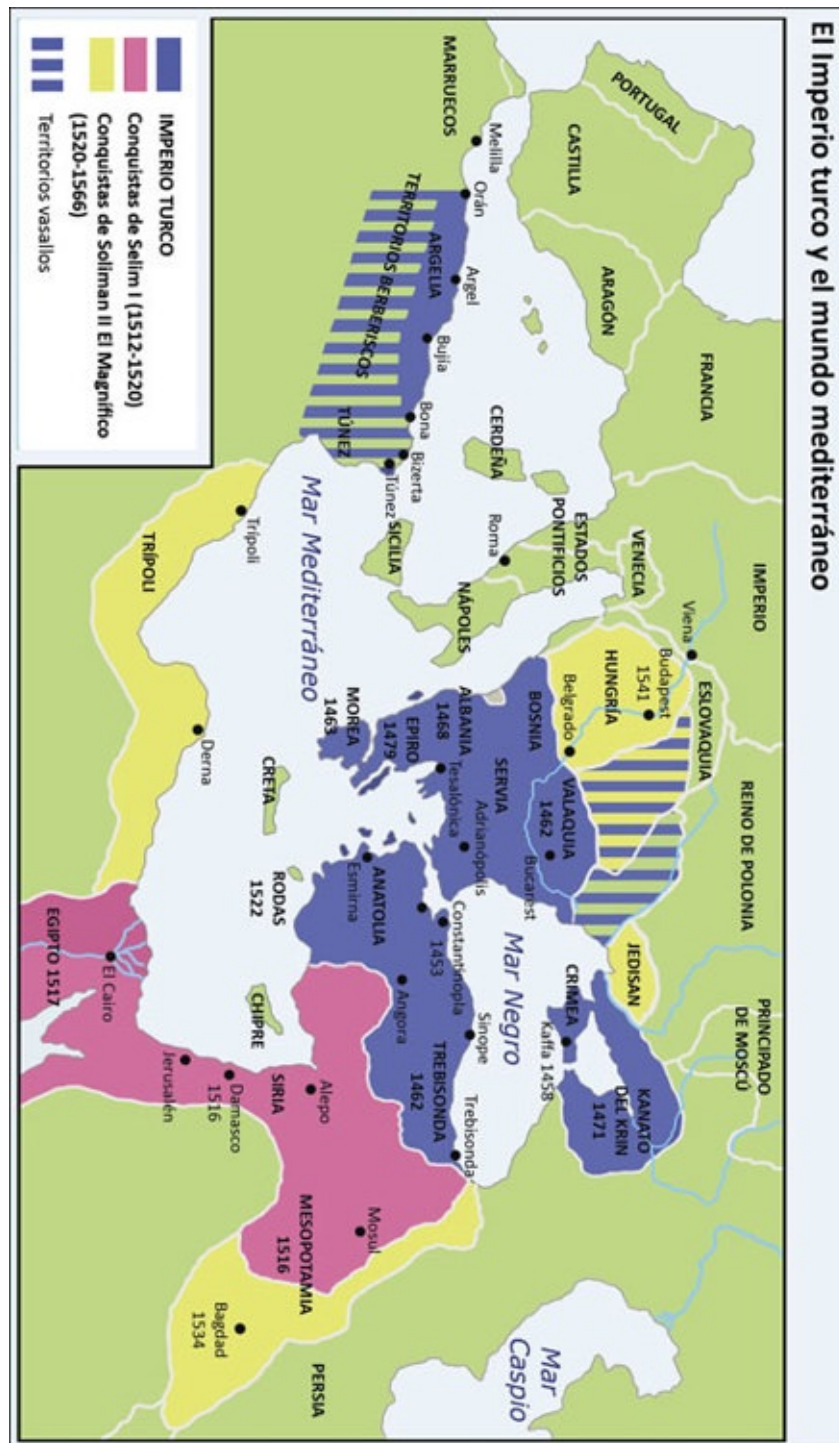 El Imperio turco y el mundo mediterráneo
PORTUGAL
CASTILLA
ARAGÓN
FRANCIA
IMPERIO
REINO DE POLONIA
PRINCIPADO
DE MOSCÚ
MARRUECOS
Melilla
Orán
Argel
Bujía
Bona
Bizerta
Túnez
ARGELIA
TERRITORIOS BERBERISCOS
TÚNEZ
CERDEÑA
ESTADOS
PONTIFICIOS
Roma
VENECIA
NÁPOLES
SICILIA
Viena
ESLOVAQUIA
Budapest
1541
HUNGRÍA
Belgrado
BOSNIA
SERVIA
VALAQUIA
1462
Bucarest
ALBANIA
1468
EPIRO
1479
MOREA
1463
Tesalónica
Adrianópolis
JEDISAN
CRIMEA
Kaffa 1458
KANATO
DEL KRIN
1471
Mar Negro
Constantinopla
1453
Sinope
Trebisonda
TREBISONDA
1462
Angora
ANATOLIA
Esmirna
Mar Mediterráneo
CRETA
RODAS
1522
CHIPRE
Trípoli
TRÍPOLI
Derna
EGIPTO 1517
El Cairo
Jerusalén
Damasco
1516
SIRIA
Alepo
Mosul
MESOPOTAMIA
1516
Bagdad
1534
PERSIA
Mar
Caspio
IMPERIO TURCO
Conquistas de Selim I (1512-1520)
Conquistas de Soliman II El Magnífico
(1520-1566)
Territorios vasallos